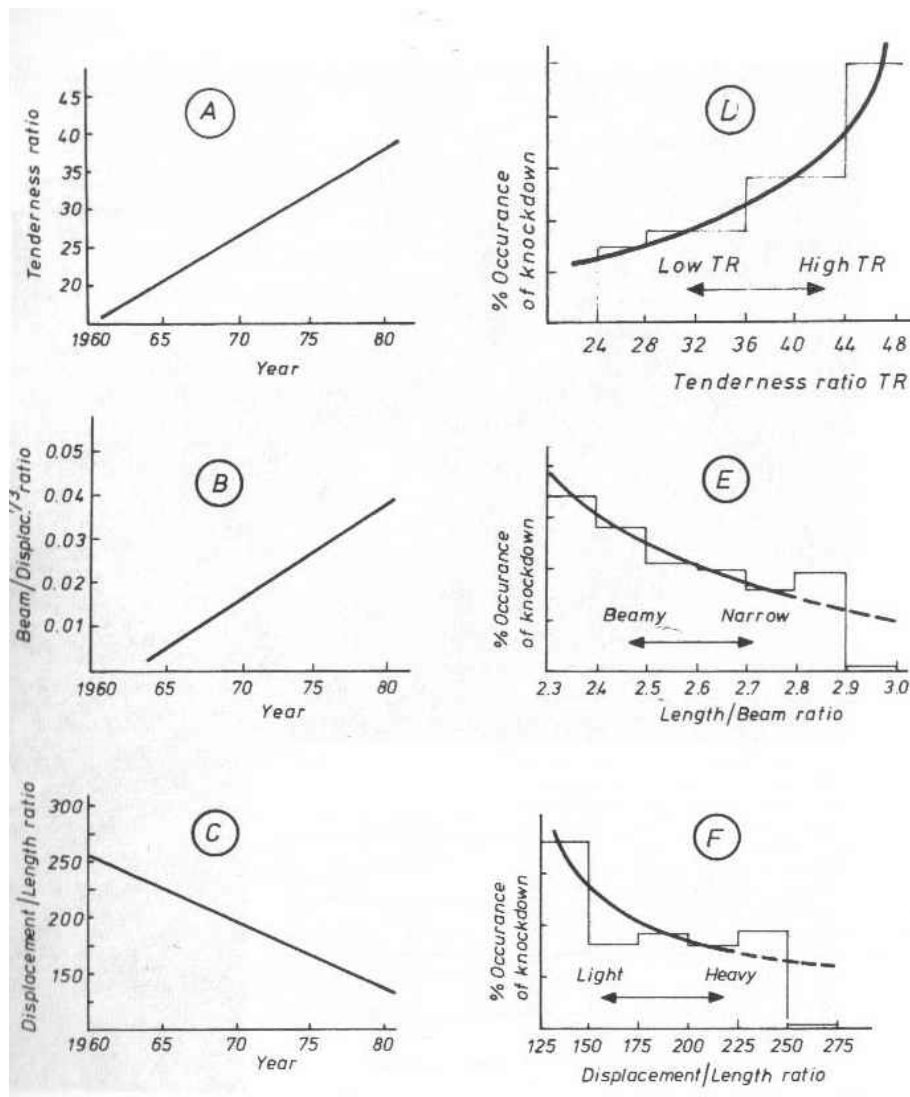 A
Tenderness ratio
45
40
35
30
25
20
1960 65 70 75 80
Year
D
% Occurance
of knockdown
Low TR High TR
24 28 32 36 40 44 48
Tenderness ratio TR
B
Beam/Displac.1/3 ratio
0.05
0.04
0.03
0.02
0.01
1960 65 70 75 80
Year
E
% Occurance
of knockdown
Beamy Narrow
2.3 2.4 2.5 2.6 2.7 2.8 2.9 3.0
Length/Beam ratio
C
Displacement/Length ratio
300
250
200
150
1960 65 70 75 80
Year
F
% Occurance
of knockdown
Light Heavy
125 150 175 200 225 250 275
Displacement/Length ratio